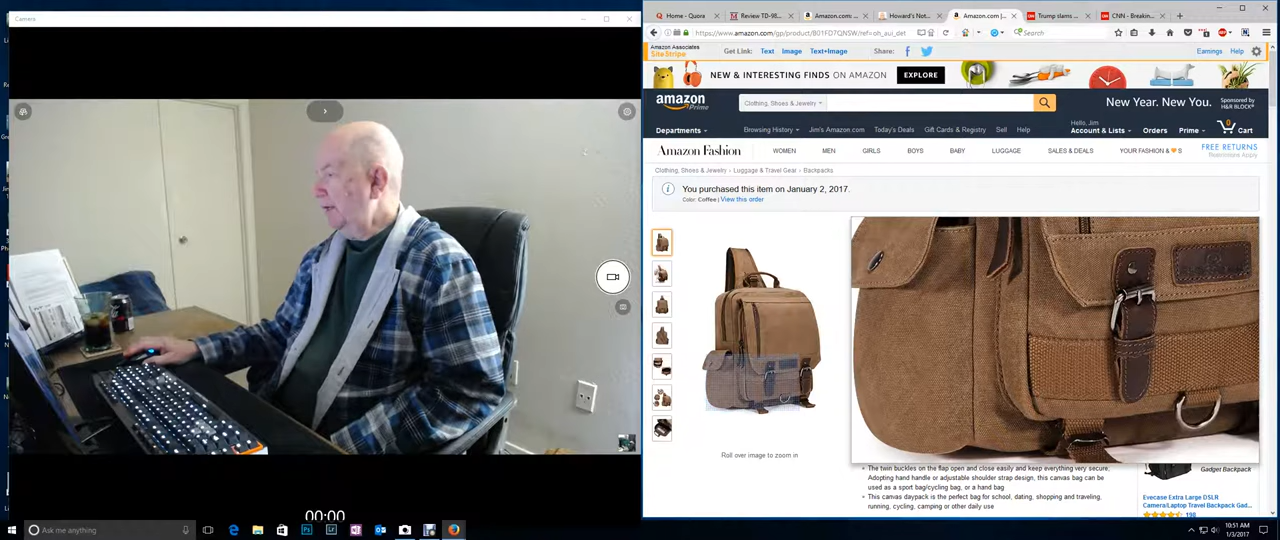 Camera
00:00
Home - Quora
Review TD-98...
Amazon.com: ...
Howard's Not...
Amazon.com | ...
Trump slams ...
CNN - Breakin...
https://www.amazon.com/gp/product/B01FD7QNSW/ref=oh_aui_det
Search
Amazon Associates
Site Stripe
Get Link: Text Image Text+Image Share:
Earnings Help
NEW & INTERESTING FINDS ON AMAZON EXPLORE
amazon
Prime
Clothing, Shoes & Jewelry
New Year. New You.
Sponsored by
H&R BLOCK
Departments
Browsing History Jim's Amazon.com Today's Deals Gift Cards & Registry Sell Help
Hello, Jim
Account & Lists Orders Prime 0 Cart
Amazon Fashion WOMEN MEN GIRLS BOYS BABY LUGGAGE SALES & DEALS YOUR FASHION & S
FREE RETURNS
Restrictions Apply
Clothing, Shoes & Jewelry › Luggage & Travel Gear › Backpacks
You purchased this item on January 2, 2017.
Color: Coffee | View this order
Roll over image to zoom in
The twin buckles on the flap open and close easily and keep everything very secure,
Adopting hand handle or adjustable shoulder strap design, this canvas bag can be
used as a sport bag/cycling bag, or a hand bag
This canvas daypack is the perfect bag for school, dating, shopping and traveling,
running, cycling, camping or other daily use
Gadget Backpack
Evecase Extra Large DSLR
Camera/Laptop Travel Backpack Gad...
198
Ask me anything
10:51 AM
1/3/2017